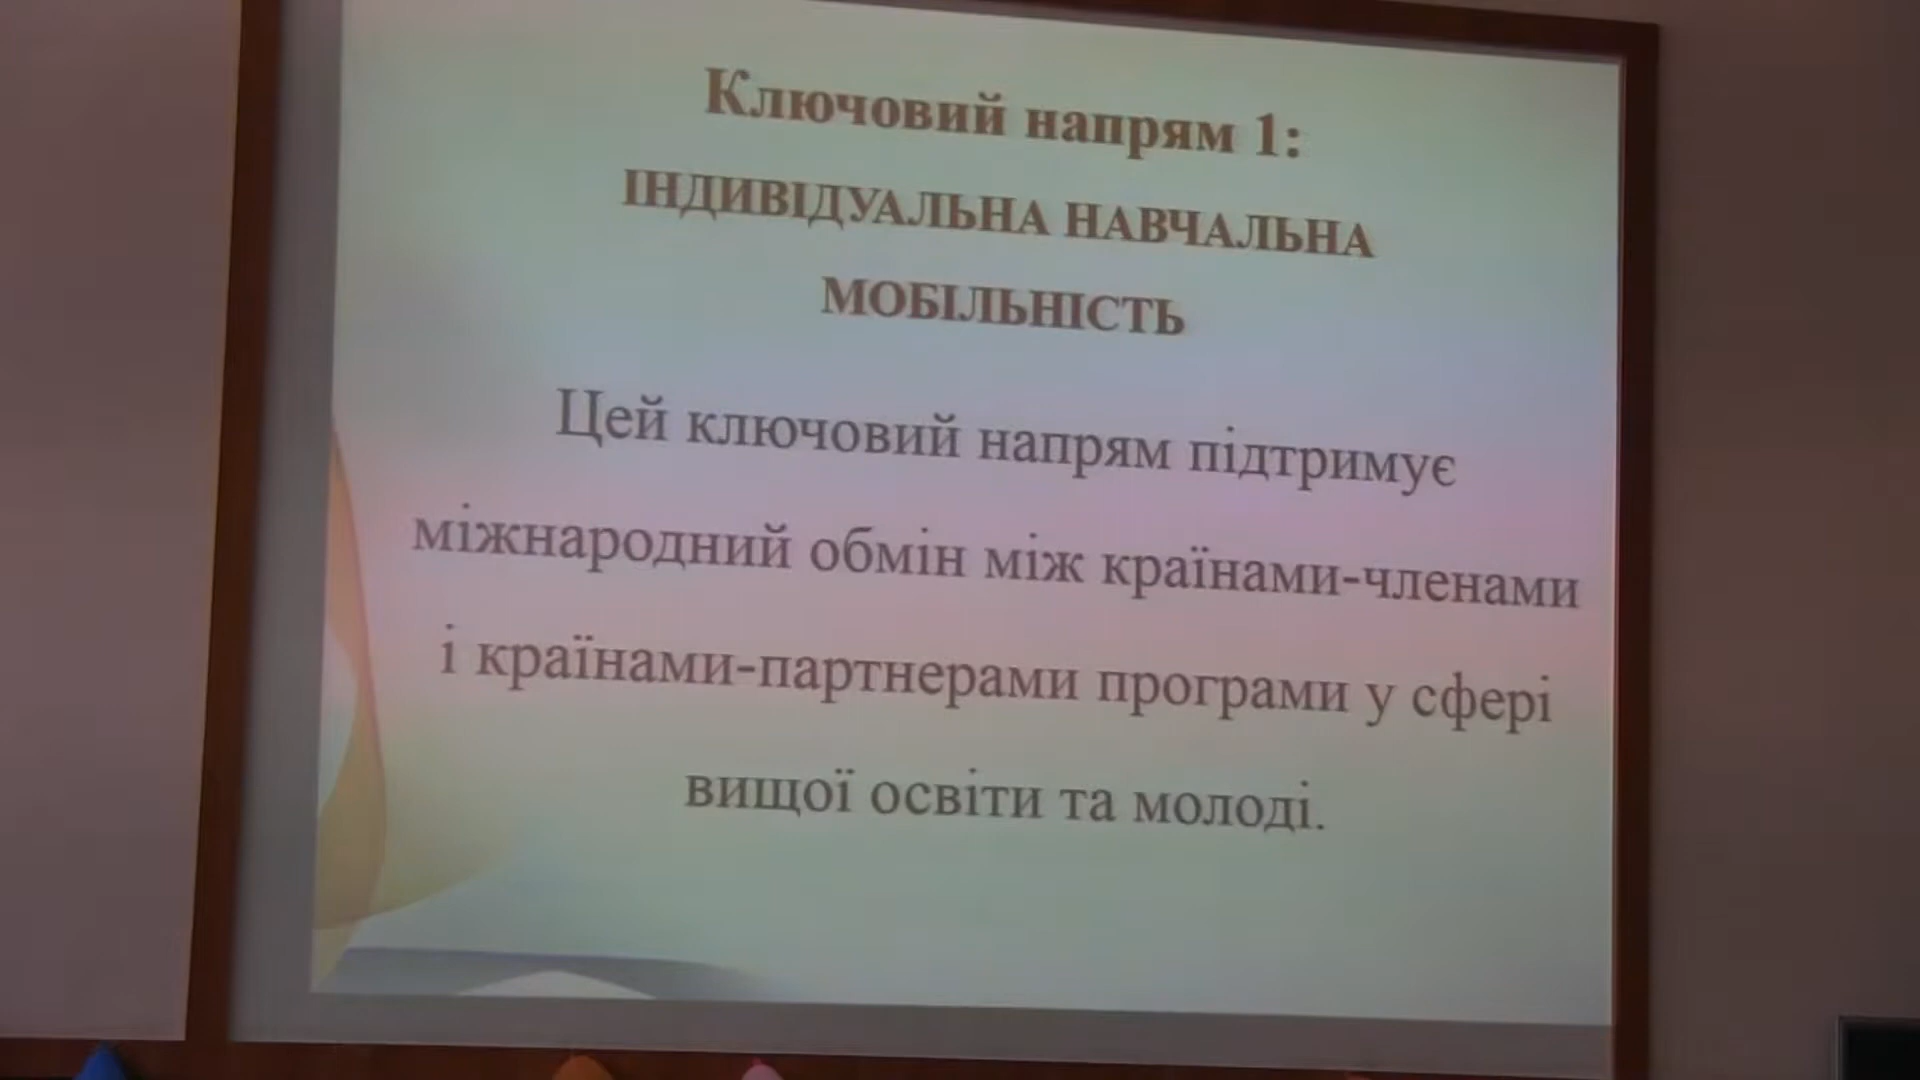 Ключовий напрям 1:
ІНДИВІДУАЛЬНА НАВЧАЛЬНА
МОБІЛЬНІСТЬ
Цей ключовий напрям підтримує
міжнародний обмін між країнами-членами
і країнами-партнерами програми у сфері
вищої освіти та молоді.